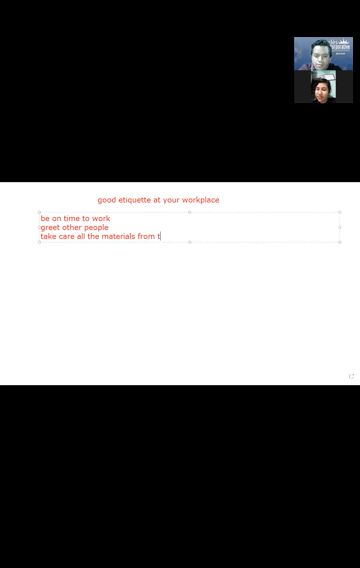 good etiquette at your workplace
be on time to work
greet other people
take care all the materials from t